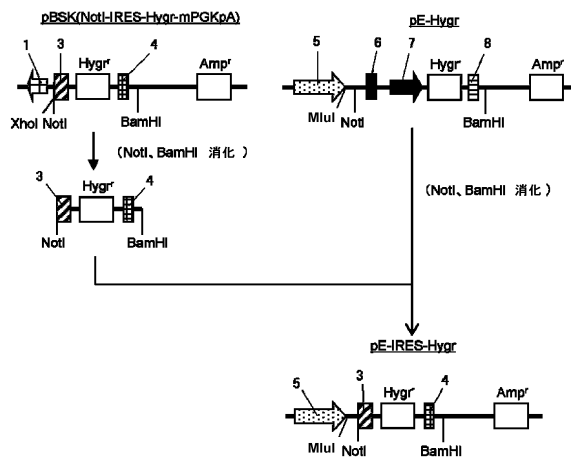 pBSK(NotI-IRES-Hygr-mPGKpA)
pE-Hygr
1 3 Hygʳ 4 Ampʳ
5 6 7 Hygʳ 8 Ampʳ
XhoI NotI BamHI
MluI NotI BamHI
(NotI、BamHI 消化 )
(NotI、BamHI 消化 )
3 Hygʳ 4
NotI BamHI
pE-IRES-Hygr
5 3 Hygʳ 4 Ampʳ
MluI NotI BamHI